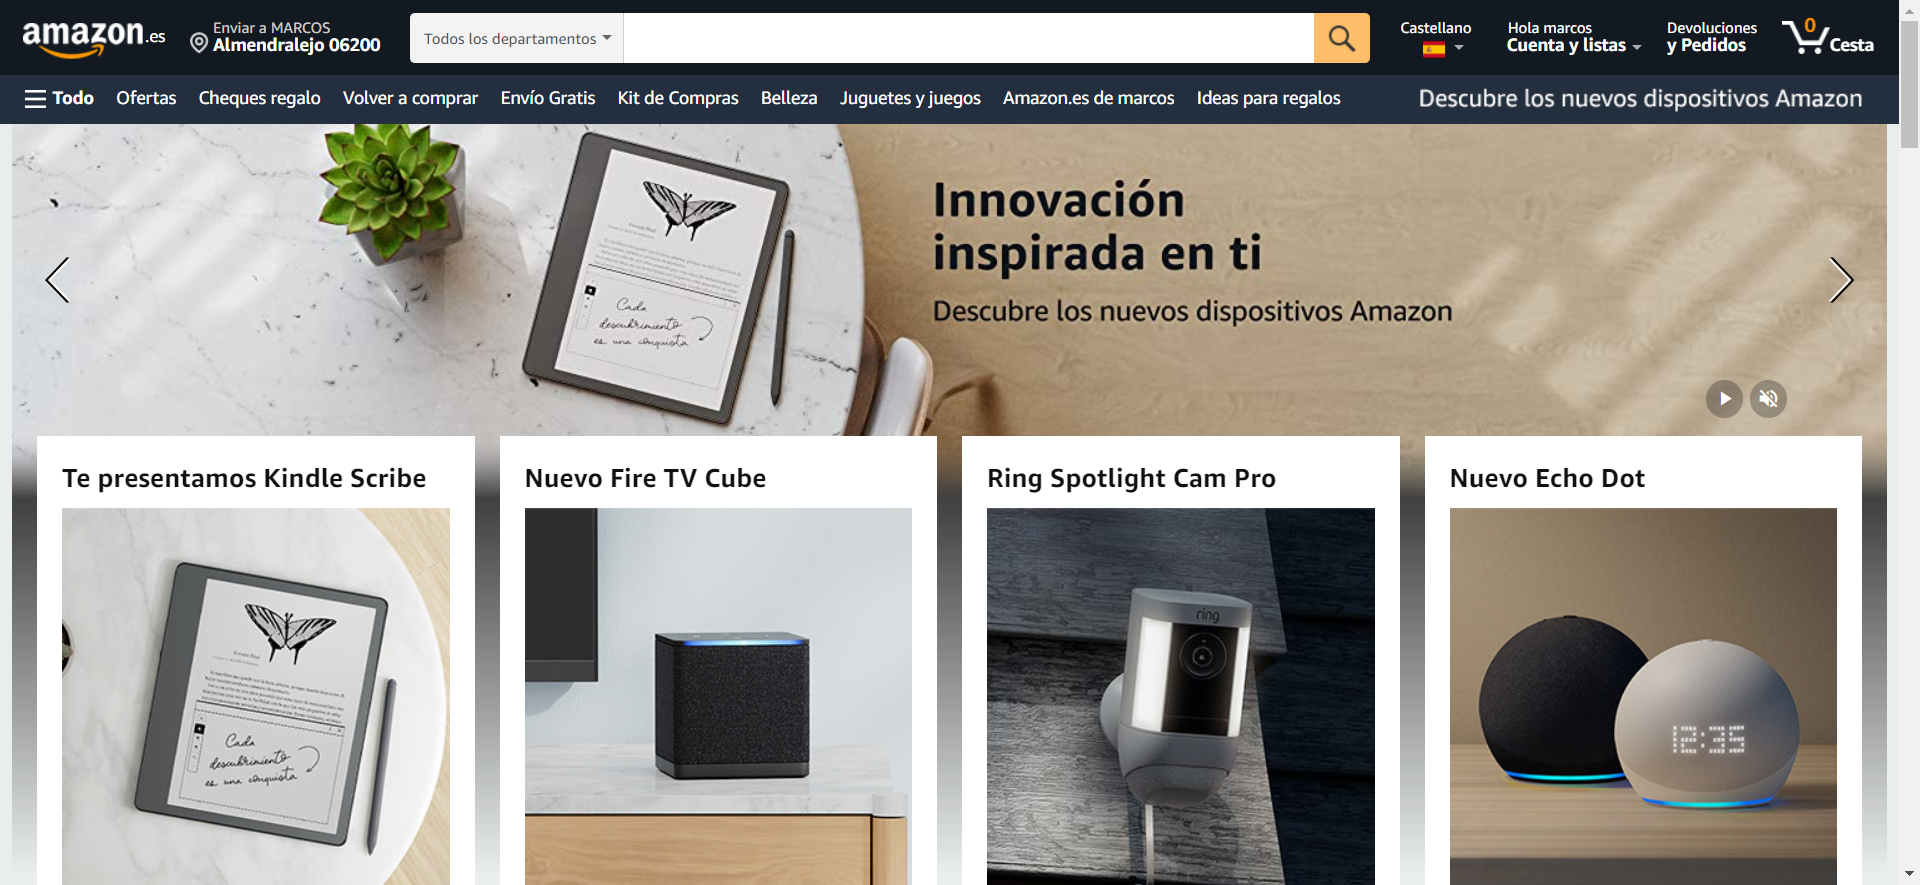 amazon.es
Enviar a MARCOS
Almendralejo 06200
Todos los departamentos
Castellano
Hola marcos
Cuenta y listas
Devoluciones
y Pedidos
0
Cesta
Todo
Ofertas
Cheques regalo
Volver a comprar
Envío Gratis
Kit de Compras
Belleza
Juguetes y juegos
Amazon.es de marcos
Ideas para regalos
Descubre los nuevos dispositivos Amazon
Innovación
inspirada en ti
Descubre los nuevos dispositivos Amazon
Cada
descubrimiento
es una conquista
Te presentamos Kindle Scribe
Nuevo Fire TV Cube
Ring Spotlight Cam Pro
Nuevo Echo Dot
Cada
descubrimiento
es una conquista
ring
12:35